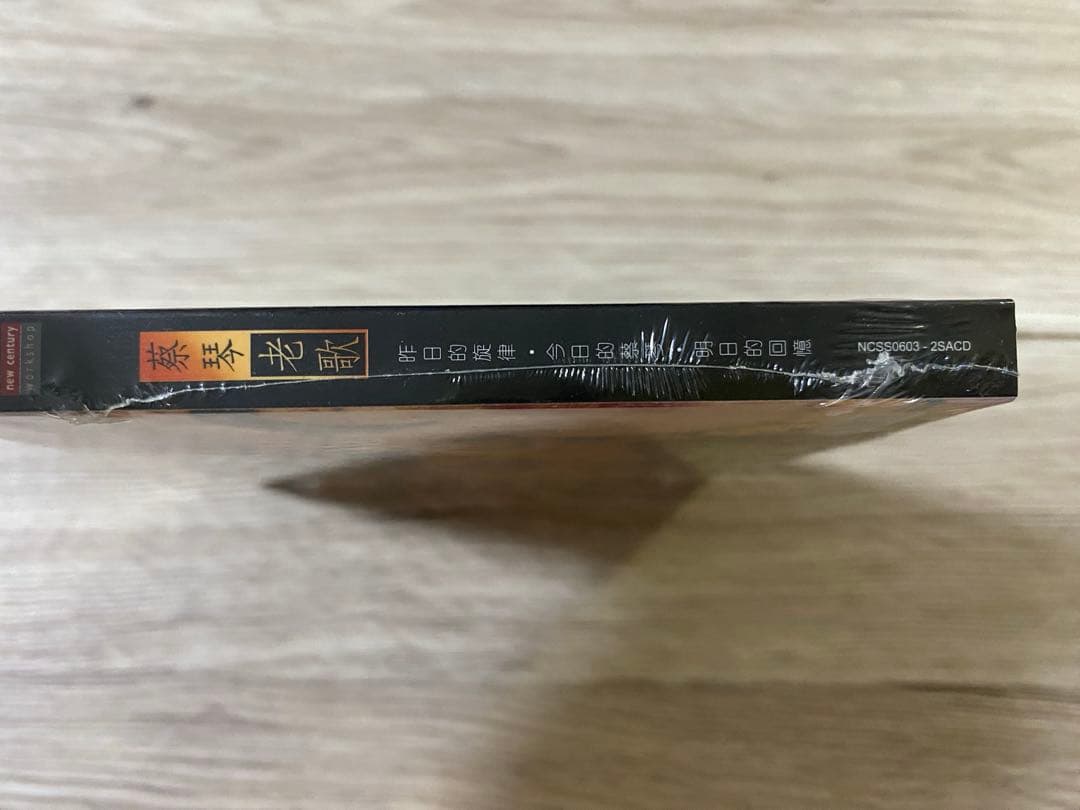 new century
workshop
蔡琴老歌
昨日的旋律・今日的蔡琴・明日的回憶
NCSS0603 - 2SACD